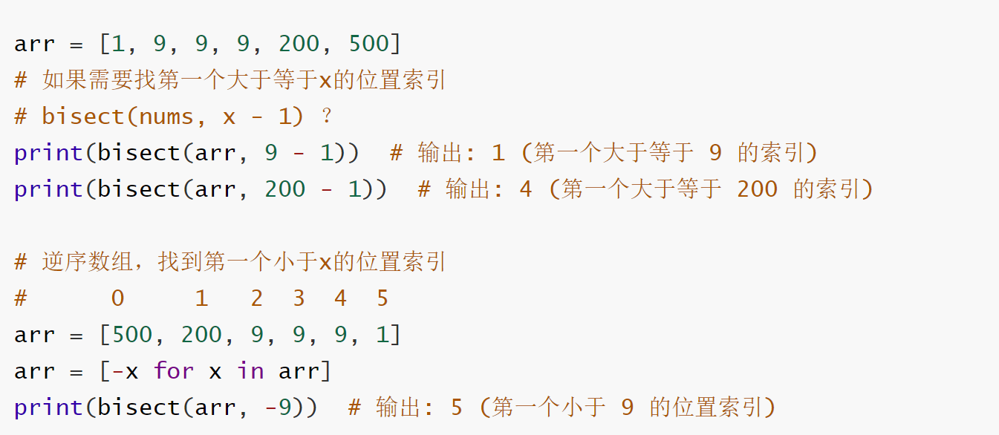 arr = [1, 9, 9, 9, 200, 500]
# 如果需要找第一个大于等于x的位置索引
# bisect(nums, x - 1) ？
print(bisect(arr, 9 - 1))  # 输出: 1 (第一个大于等于 9 的索引)
print(bisect(arr, 200 - 1))  # 输出: 4 (第一个大于等于 200 的索引)
# 逆序数组，找到第一个小于x的位置索引
#      0     1   2  3  4  5
arr = [500, 200, 9, 9, 9, 1]
arr = [-x for x in arr]
print(bisect(arr, -9))  # 输出: 5 (第一个小于 9 的位置索引)